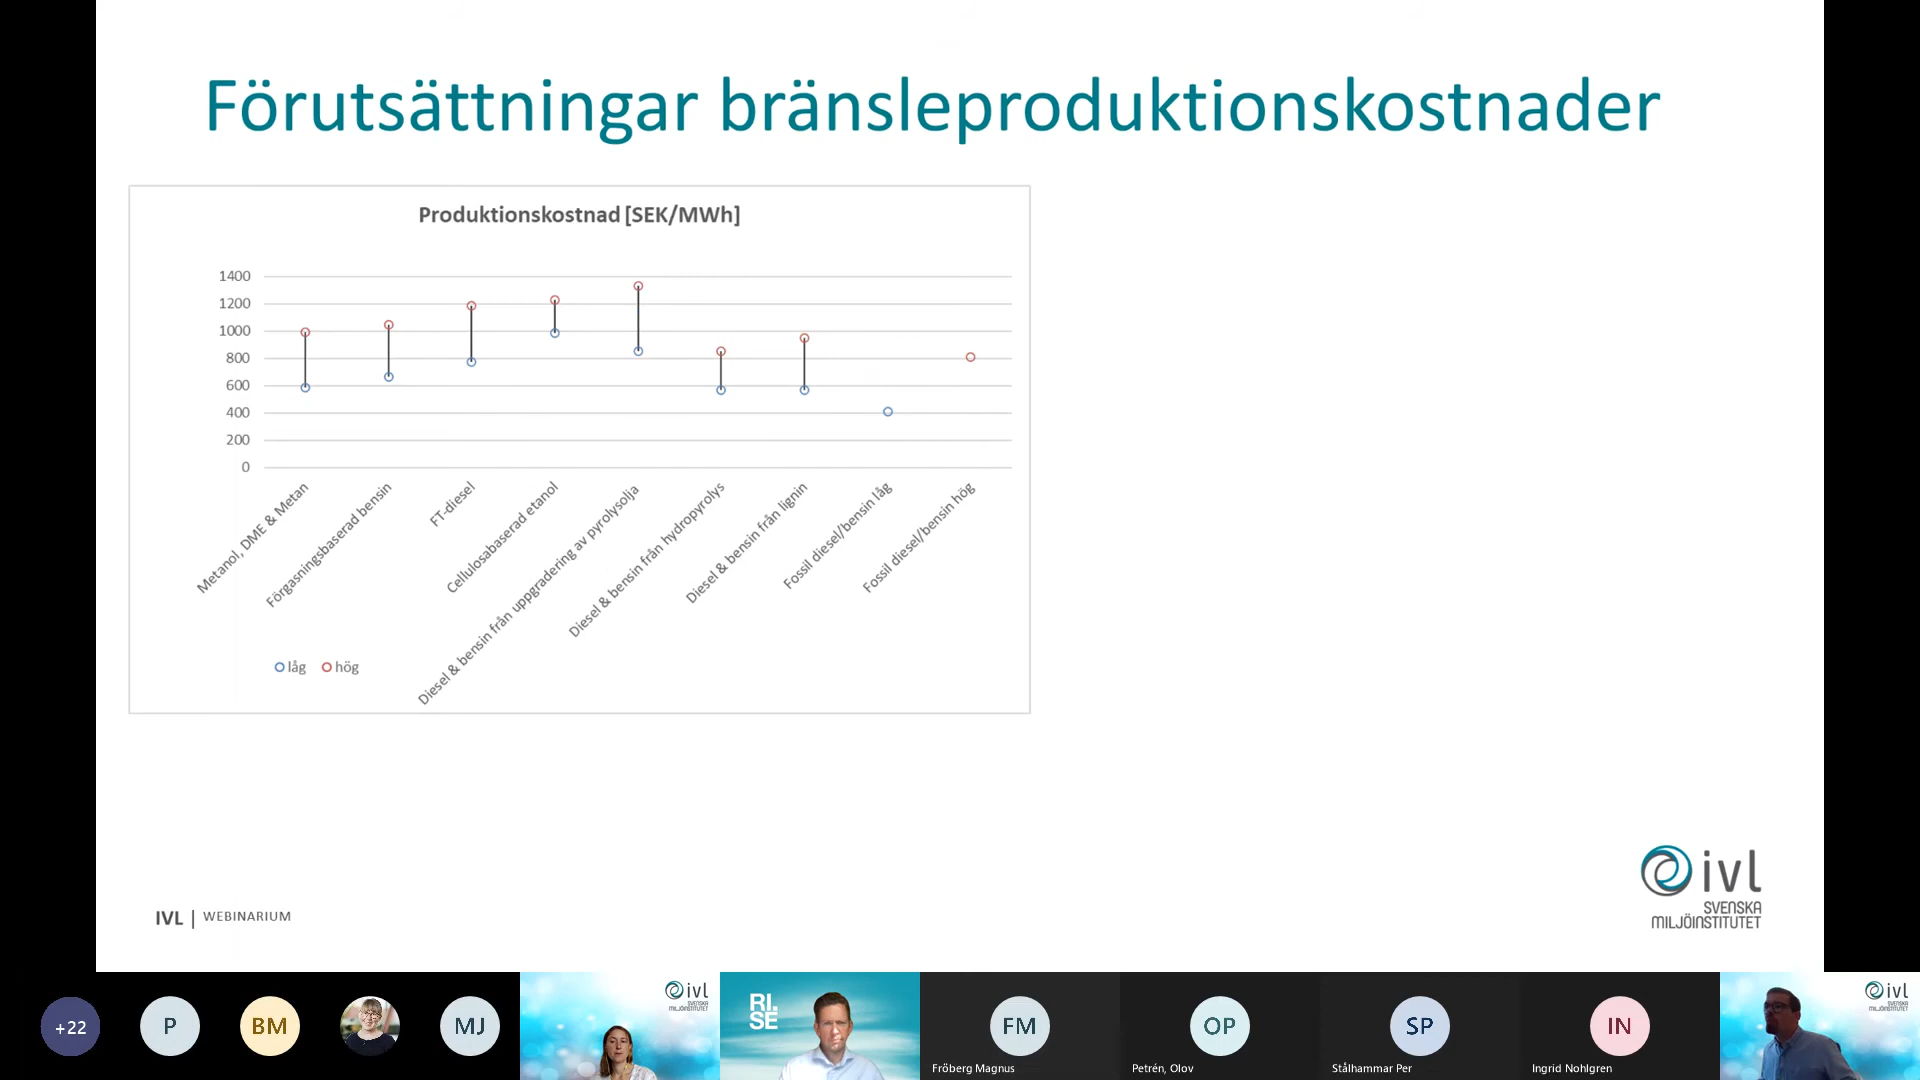 Förutsättningar bränsleproduktionskostnader
Produktionskostnad [SEK/MWh]
1400
1200
1000
800
600
400
200
0
Metanol, DME & Metan
Förgasningsbaserad bensin
FT-diesel
Cellulosabaserad etanol
Diesel & bensin från uppgradering av pyrolysolja
Diesel & bensin från hydropyrolys
Diesel & bensin från lignin
Fossil diesel/bensin låg
Fossil diesel/bensin hög
låg hög
IVL | WEBINARIUM
ivl
SVENSKA
MILJÖINSTITUTET
+22
P
BM
MJ
ivl
SVENSKA
MILJÖINSTITUTET
RI.
SE
FM
Fröberg Magnus
OP
Petrén, Olov
SP
Stålhammar Per
IN
Ingrid Nohlgren
ivl
SVENSKA
MILJÖINSTITUTET